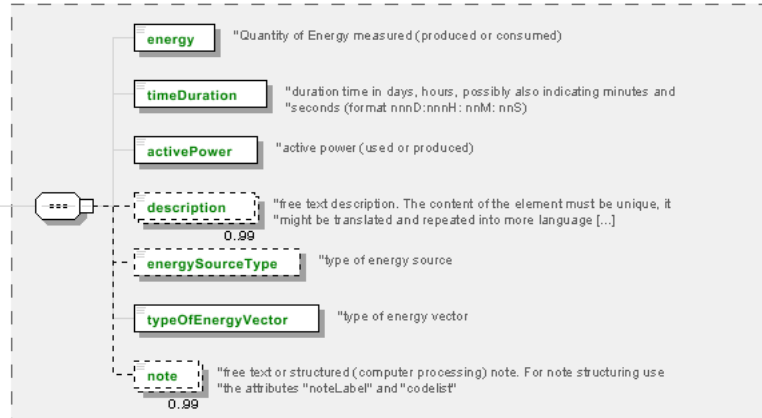 energy
"Quantity of Energy measured (produced or consumed)
timeDuration
"duration time in days, hours, possibly also indicating minutes and
"seconds (format nnnD:nnnH: nnM: nnS)
activePower
"active power (used or produced)
description
"free text description. The content of the element must be unique, it
"might be translated and repeated into more language [...]
0..99
energySourceType
"type of energy source
typeOfEnergyVector
"type of energy vector
note
"free text or structured (computer processing) note. For note structuring use
"the attributes "noteLabel" and "codelist"
0..99